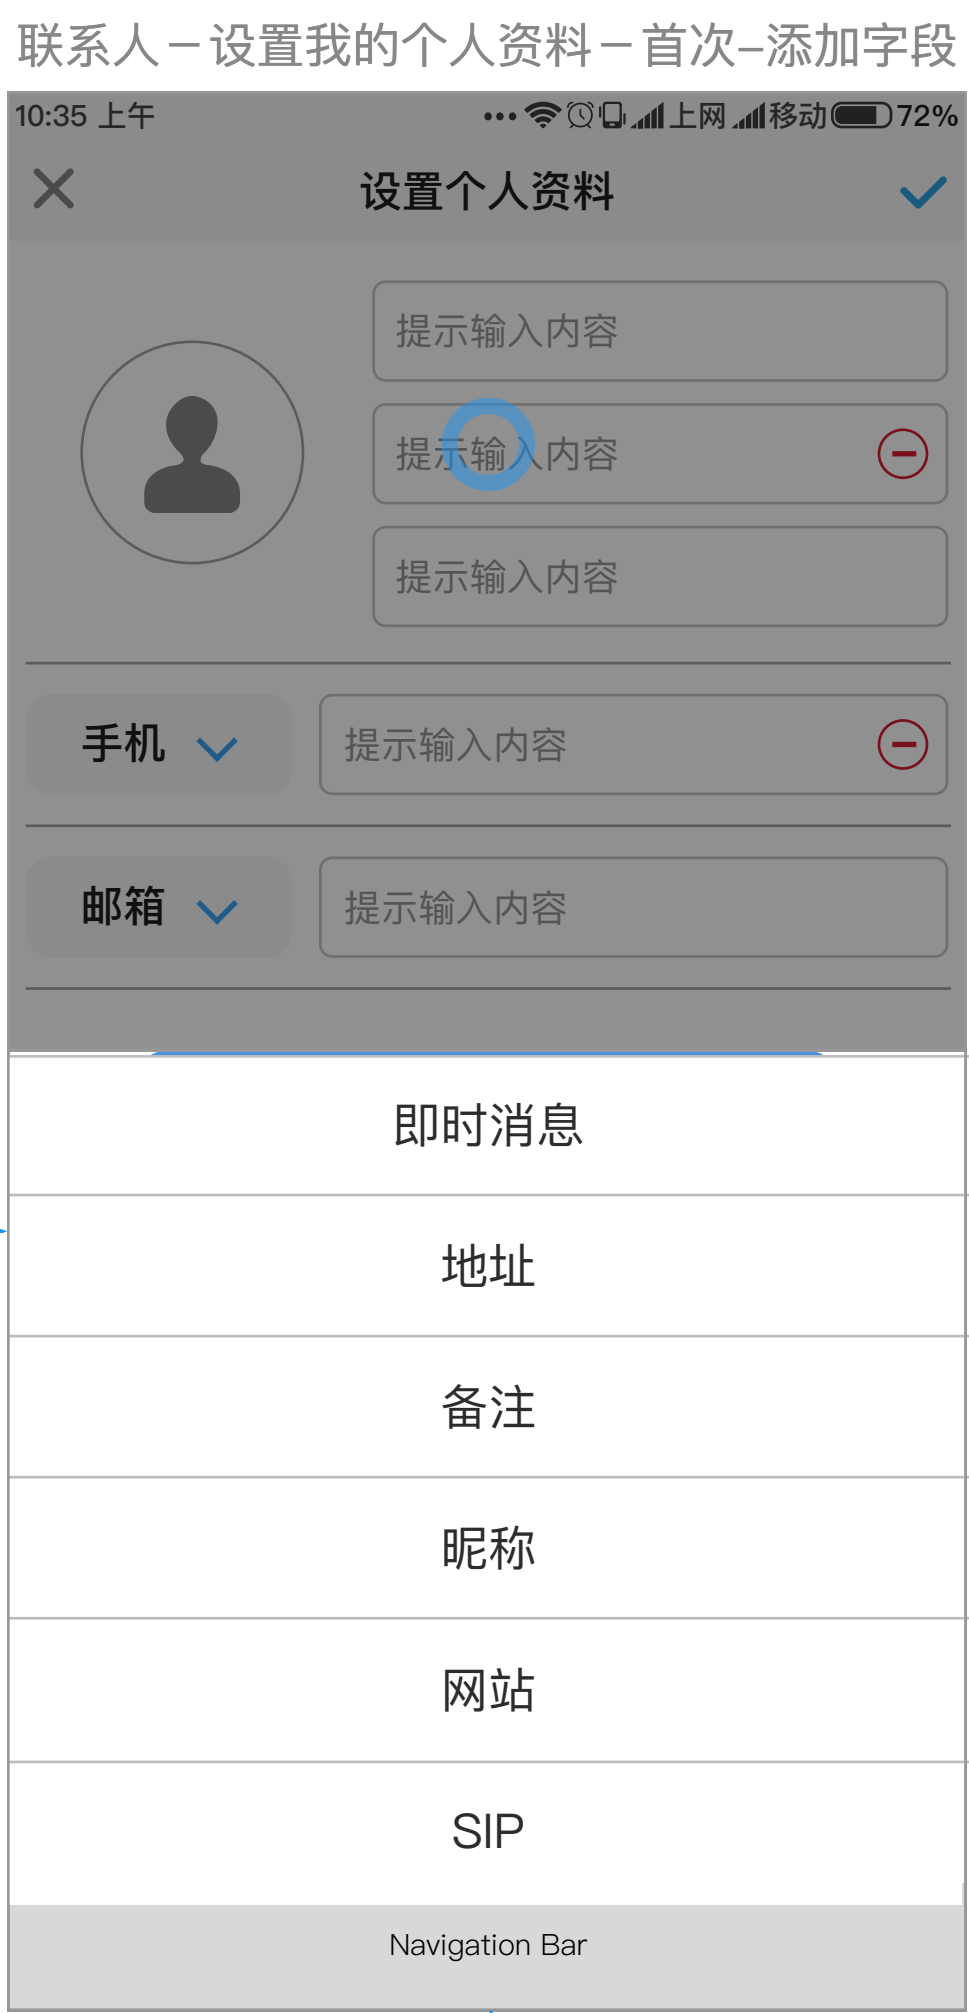 联系人－设置我的个人资料－首次–添加字段
10:35 上午 ••• 上网 移动 72%
设置个人资料
提示输入内容
提示输入内容
提示输入内容
手机 提示输入内容
邮箱 提示输入内容
即时消息
地址
备注
昵称
网站
SIP
Navigation Bar